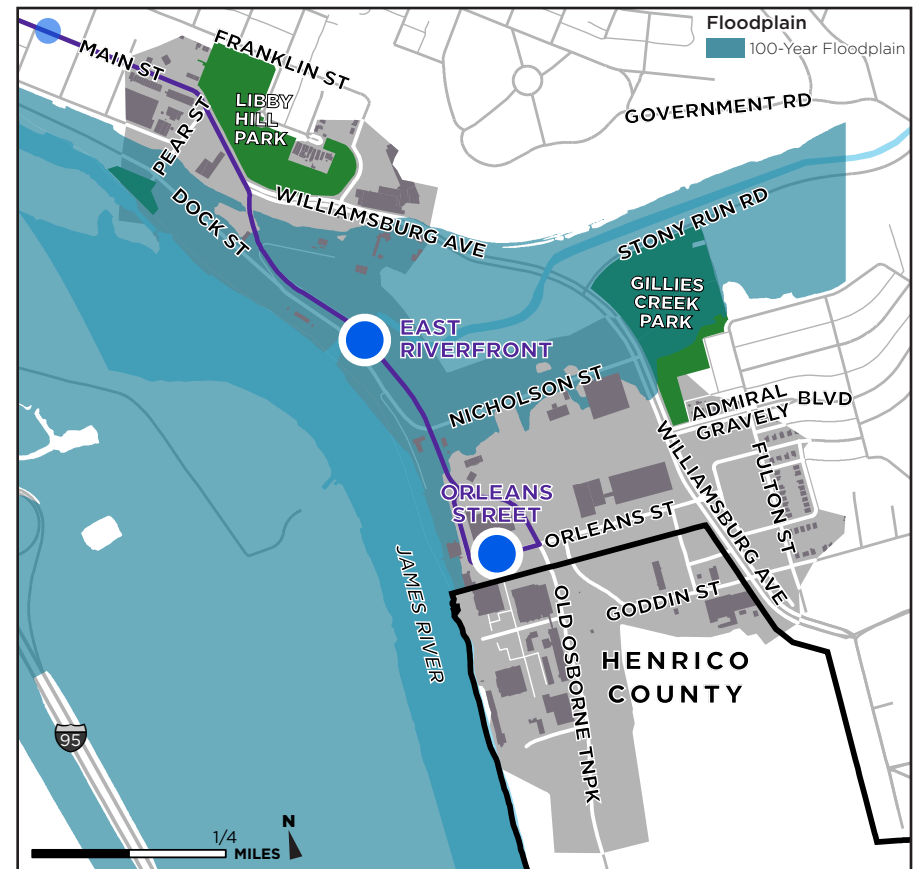 Floodplain
100-Year Floodplain
MAIN ST
FRANKLIN ST
LIBBY
HILL
PARK
GOVERNMENT RD
PEAR ST
DOCK ST
WILLIAMSBURG AVE
STONY RUN RD
GILLIES
CREEK
PARK
EAST
RIVERFRONT
NICHOLSON ST
ADMIRAL
GRAVELY
BLVD
WILLIAMSBURG AVE
FULTON ST
ORLEANS
STREET
ORLEANS ST
JAMES RIVER
OLD OSBORNE TNPK
GODDIN ST
HENRICO
COUNTY
95
1/4
MILES
N